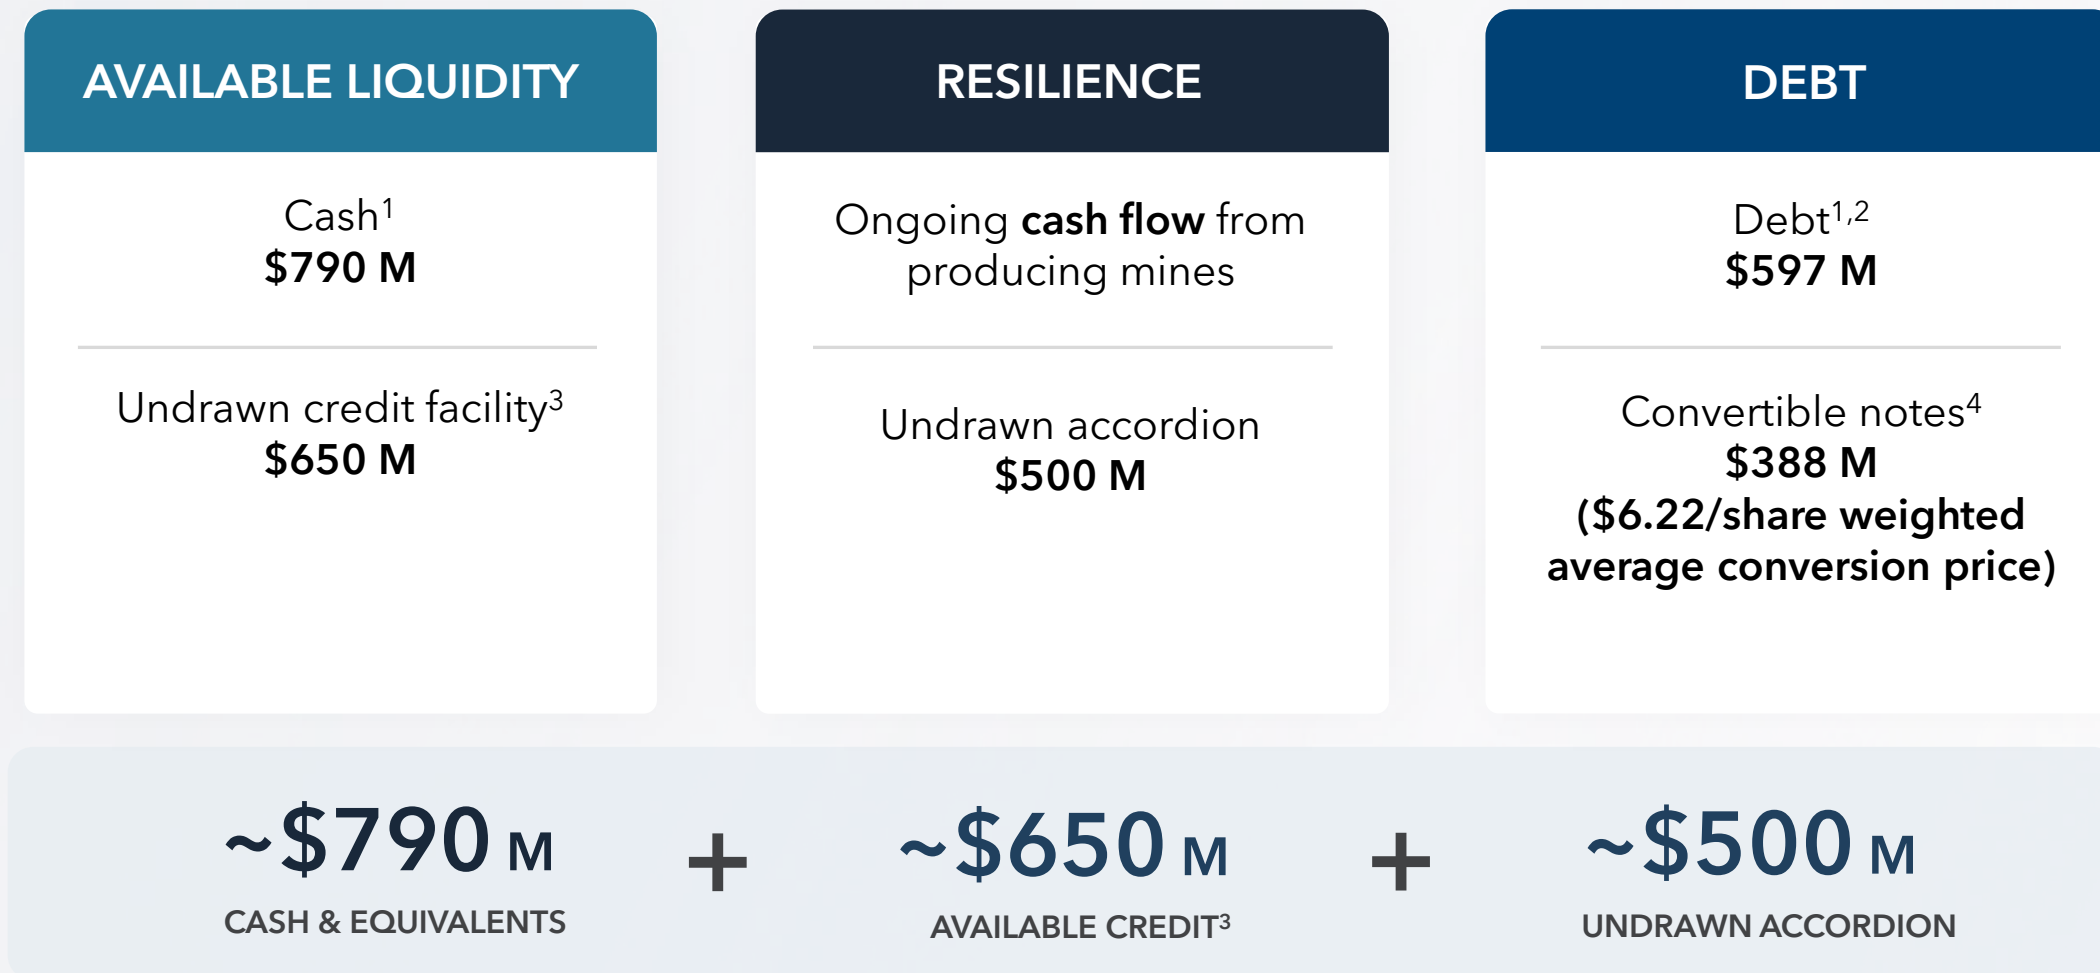 AVAILABLE LIQUIDITY
Cash¹
$790 M
Undrawn credit facility³
$650 M
RESILIENCE
Ongoing cash flow from
producing mines
Undrawn accordion
$500 M
DEBT
Debt¹,²
$597 M
Convertible notes⁴
$388 M
($6.22/share weighted
average conversion price)
~$790 M
CASH & EQUIVALENTS
+
~$650 M
AVAILABLE CREDIT³
+
~$500 M
UNDRAWN ACCORDION